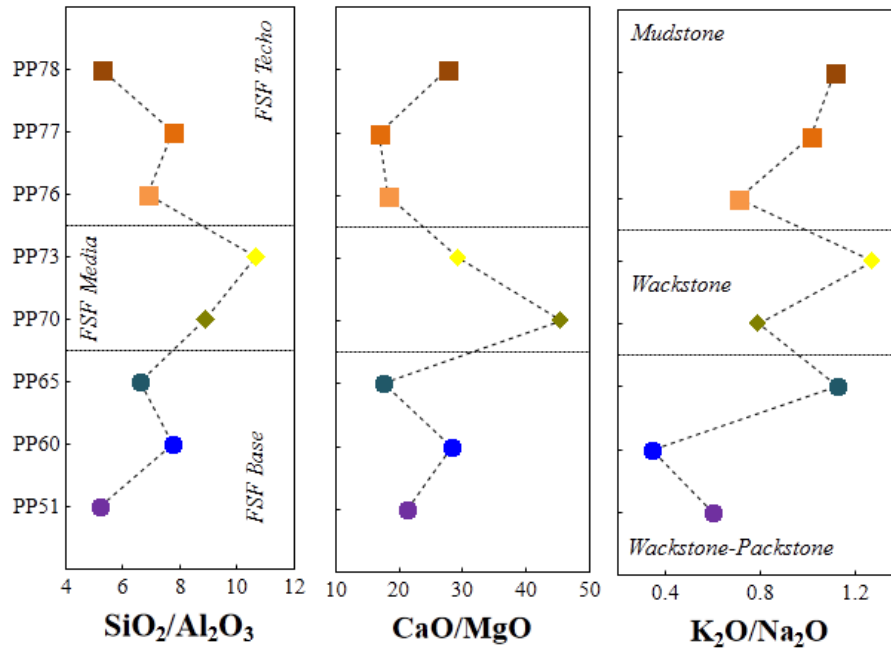 PP78
PP77
PP76
PP73
PP70
PP65
PP60
PP51
FSF Techo
FSF Media
FSF Base
4 6 8 10 12
SiO₂/Al₂O₃
10 20 30 40 50
CaO/MgO
Mudstone
Wackstone
Wackstone-Packstone
0.4 0.8 1.2
K₂O/Na₂O